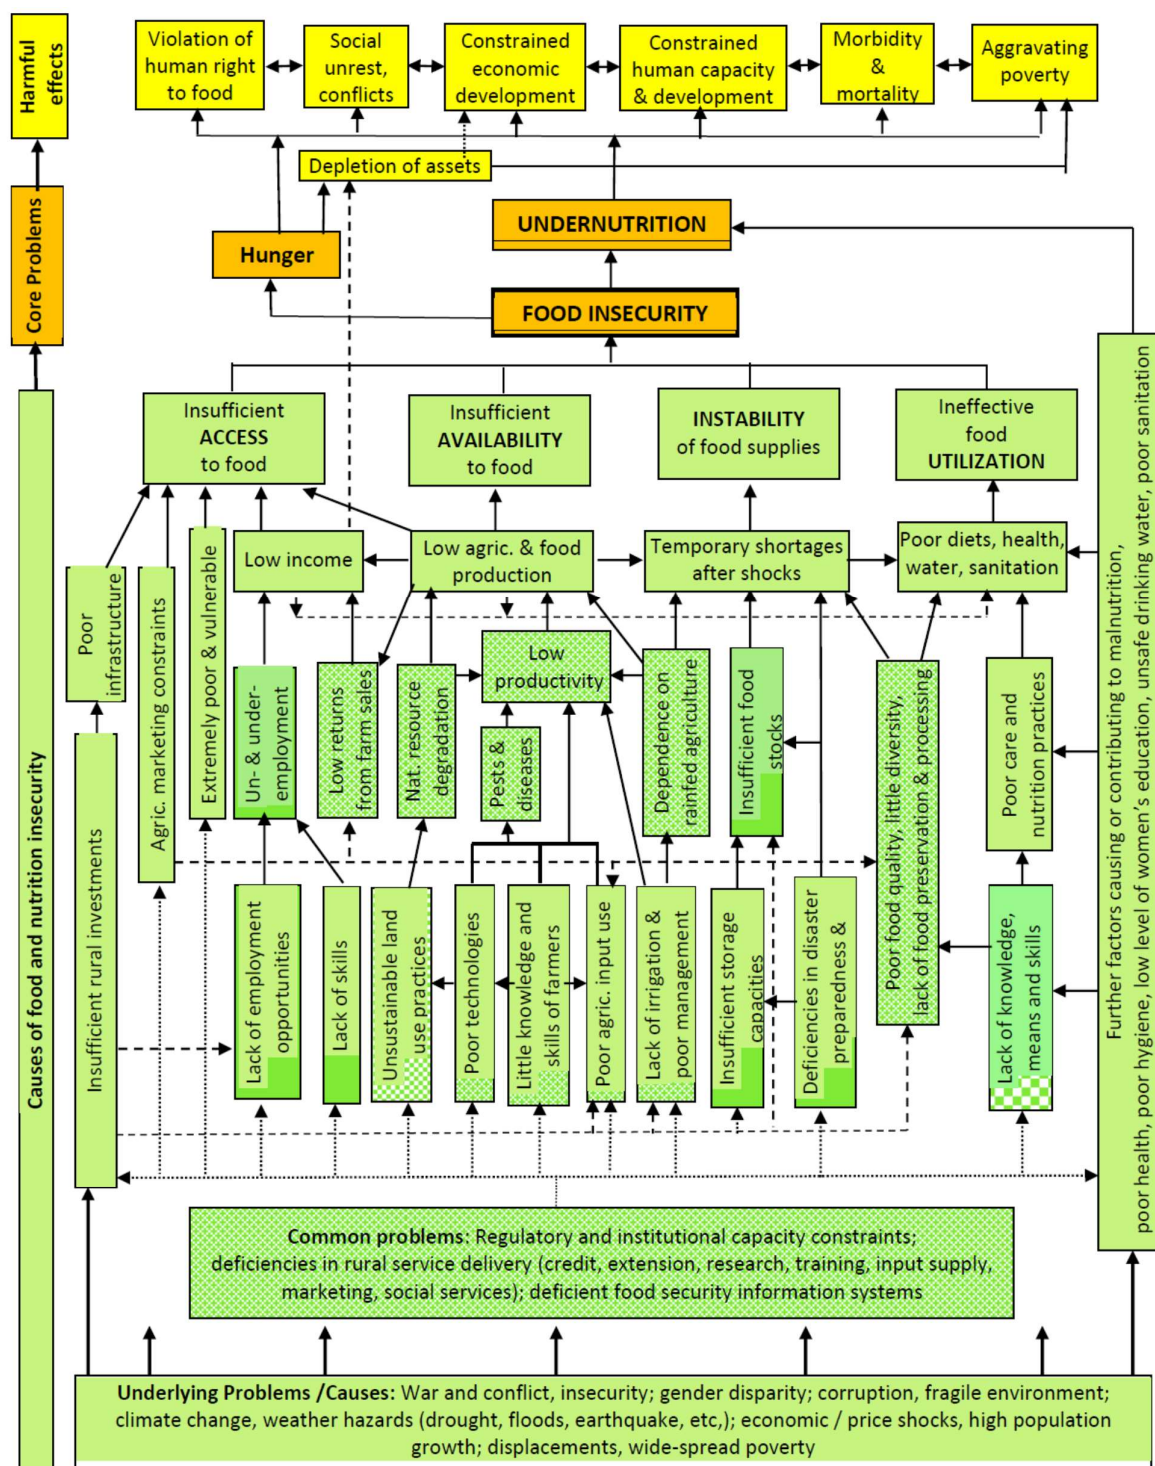 Harmful
effects
Violation of
human right
to food
Social
unrest,
conflicts
Constrained
economic
development
Constrained
human capacity
& development
Morbidity
&
mortality
Aggravating
poverty
Depletion of assets
Core Problems
UNDERNUTRITION
Hunger
FOOD INSECURITY
Causes of food and nutrition insecurity
Insufficient
ACCESS
to food
Insufficient
AVAILABILITY
to food
INSTABILITY
of food supplies
Ineffective
food
UTILIZATION
Low income
Low agric. & food
production
Temporary shortages
after shocks
Poor diets, health,
water, sanitation
Poor
infrastructure
Agric. marketing constraints
Extremely poor & vulnerable
Un- & under-
employment
Low returns
from farm sales
Nat. resource
degradation
Low
productivity
Pests &
diseases
Dependence on
rainfed agriculture
Insufficient food
stocks
Poor food quality, little diversity,
lack of food preservation & processing
Poor care and
nutrition practices
Insufficient rural investments
Lack of employment
opportunities
Lack of skills
Unsustainable land
use practices
Poor technologies
Little knowledge and
skills of farmers
Poor agric. input use
Lack of irrigation &
poor management
Insufficient storage
capacities
Deficiencies in disaster
preparedness &
Lack of knowledge,
means and skills
Further factors causing or contributing to malnutrition,
poor health, poor hygiene, low level of women's education, unsafe drinking water, poor sanitation
Common problems: Regulatory and institutional capacity constraints;
deficiencies in rural service delivery (credit, extension, research, training, input supply,
marketing, social services); deficient food security information systems
Underlying Problems /Causes: War and conflict, insecurity; gender disparity; corruption, fragile environment;
climate change, weather hazards (drought, floods, earthquake, etc,); economic / price shocks, high population
growth; displacements, wide-spread poverty